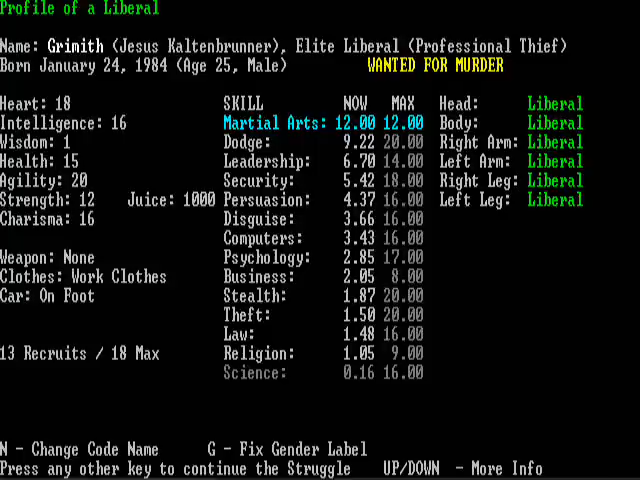 Profile of a Liberal
Name: Grimith (Jesus Kaltenbrunner), Elite Liberal (Professional Thief)
Born January 24, 1984 (Age 25, Male) WANTED FOR MURDER
Heart: 18 SKILL NOW MAX Head: Liberal
Intelligence: 16 Martial Arts: 12.00 12.00 Body: Liberal
Wisdom: 1 Dodge: 9.22 20.00 Right Arm: Liberal
Health: 15 Leadership: 6.70 14.00 Left Arm: Liberal
Agility: 20 Security: 5.42 18.00 Right Leg: Liberal
Strength: 12 Juice: 1000 Persuasion: 4.37 16.00 Left Leg: Liberal
Charisma: 16 Disguise: 3.66 16.00
Computers: 3.43 16.00
Weapon: None Psychology: 2.85 17.00
Clothes: Work Clothes Business: 2.05 8.00
Car: On Foot Stealth: 1.87 20.00
Theft: 1.50 20.00
Law: 1.48 16.00
13 Recruits / 18 Max Religion: 1.05 9.00
Science: 0.16 16.00
N - Change Code Name G - Fix Gender Label
Press any other key to continue the Struggle UP/DOWN - More Info